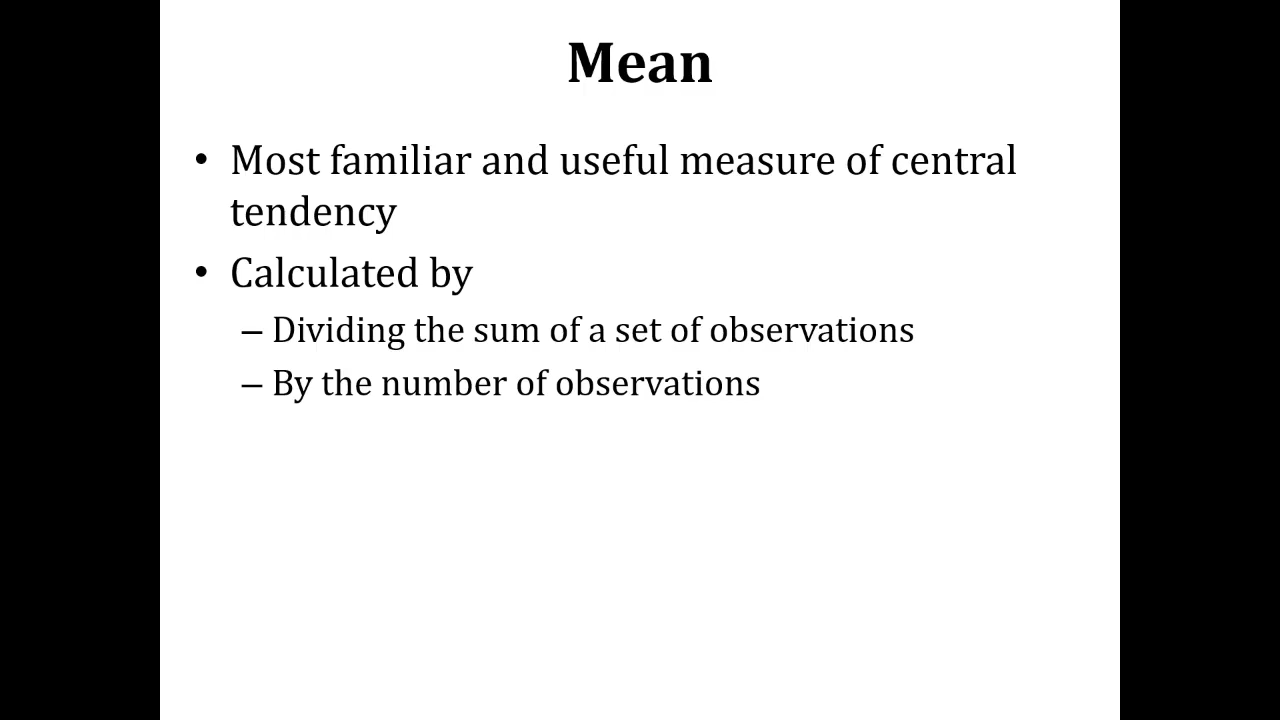 Mean
• Most familiar and useful measure of central
tendency
• Calculated by
– Dividing the sum of a set of observations
– By the number of observations